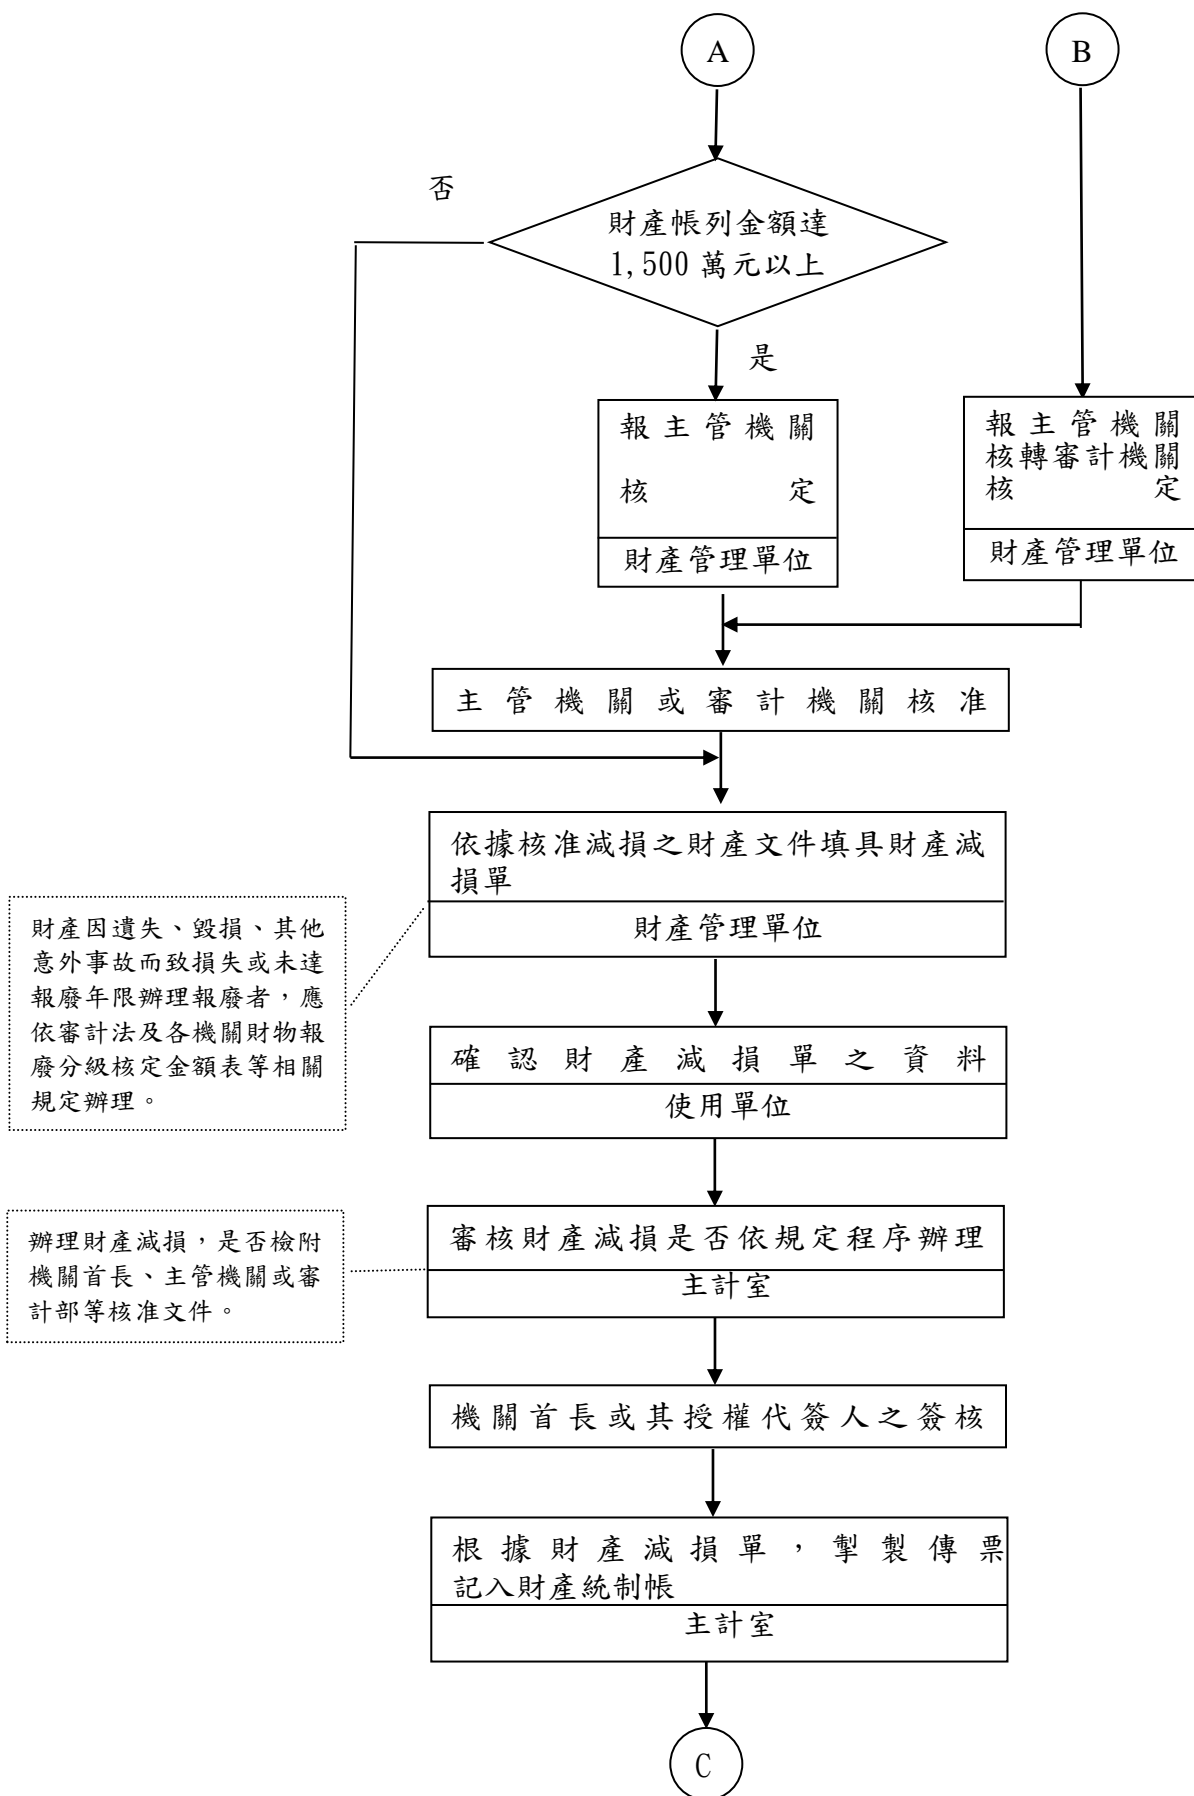 A
B
否
財產帳列金額達
1,500 萬元以上
是
報主管機關
核定
財產管理單位
報主管機關
核轉審計機關
核定
財產管理單位
主管機關或審計機關核准
依據核准減損之財產文件填具財產減
損單
財產管理單位
財產因遺失、毀損、其他
意外事故而致損失或未達
報廢年限辦理報廢者，應
依審計法及各機關財物報
廢分級核定金額表等相關
規定辦理。
確認財產減損單之資料
使用單位
審核財產減損是否依規定程序辦理
主計室
辦理財產減損，是否檢附
機關首長、主管機關或審
計部等核准文件。
機關首長或其授權代簽人之簽核
根據財產減損單，掣製傳票
記入財產統制帳
主計室
C